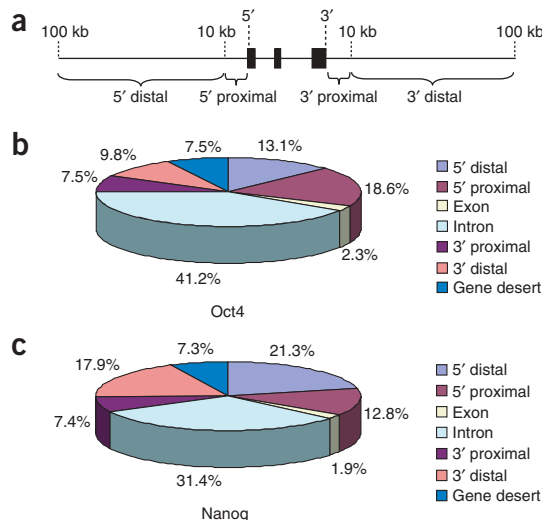 a
5′ 3′
100 kb 10 kb 10 kb 100 kb
5′ distal 5′ proximal 3′ proximal 3′ distal
b
7.5% 13.1%
9.8%
7.5% 18.6%
2.3%
41.2%
Oct4
5′ distal
5′ proximal
Exon
Intron
3′ proximal
3′ distal
Gene desert
c
7.3% 21.3%
17.9%
7.4% 12.8%
1.9%
31.4%
Nanog
5′ distal
5′ proximal
Exon
Intron
3′ proximal
3′ distal
Gene desert